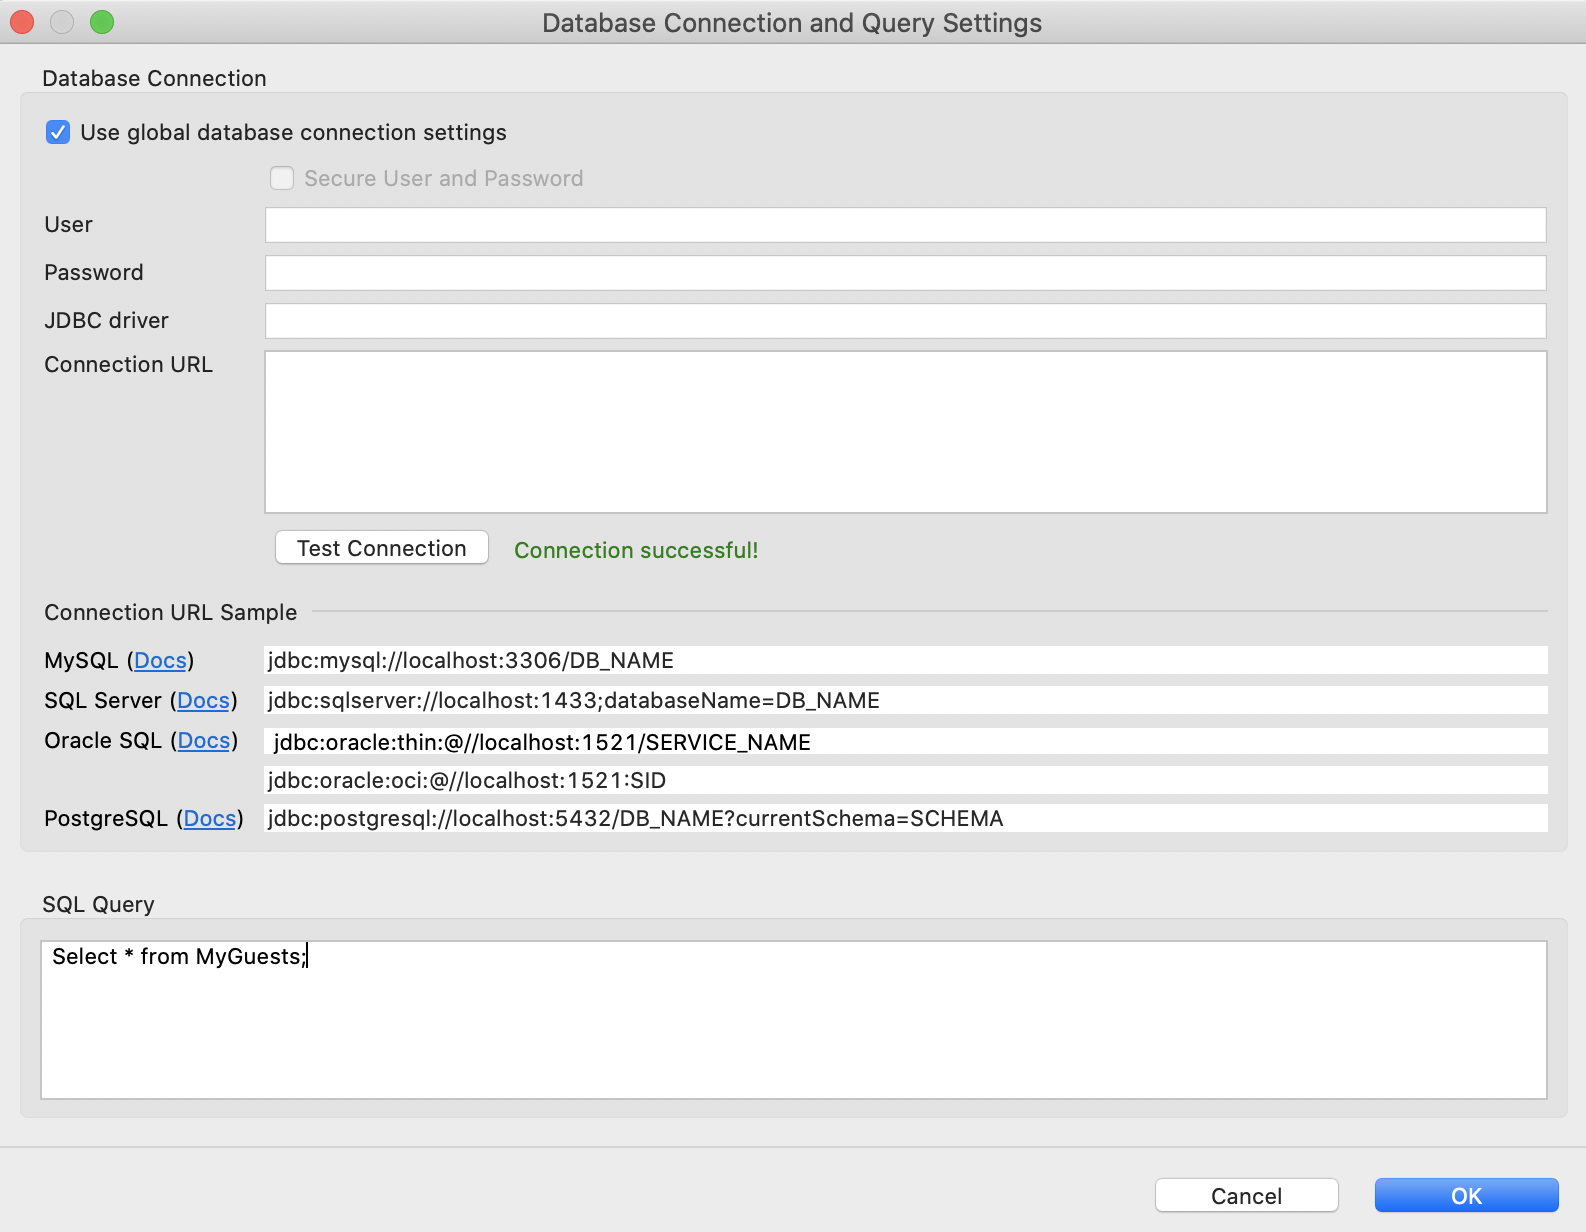 Database Connection and Query Settings
Database Connection
Use global database connection settings
Secure User and Password
User
Password
JDBC driver
Connection URL
Test Connection Connection successful!
Connection URL Sample
MySQL (Docs) jdbc:mysql://localhost:3306/DB_NAME
SQL Server (Docs) jdbc:sqlserver://localhost:1433;databaseName=DB_NAME
Oracle SQL (Docs) jdbc:oracle:thin:@//localhost:1521/SERVICE_NAME
jdbc:oracle:oci:@//localhost:1521:SID
PostgreSQL (Docs) jdbc:postgresql://localhost:5432/DB_NAME?currentSchema=SCHEMA
SQL Query
Select * from MyGuests;
Cancel OK